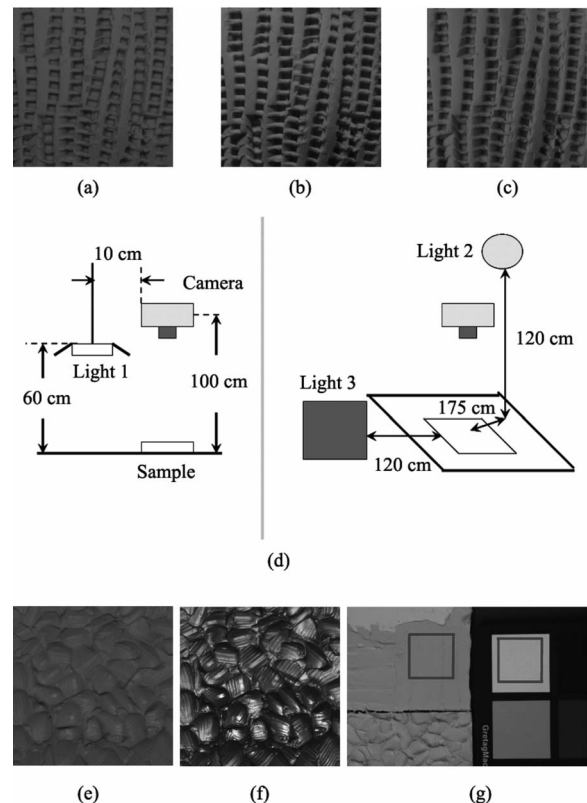 (a)
(b)
(c)
10 cm
Camera
Light 1
60 cm
100 cm
Sample
Light 2
120 cm
Light 3
175 cm
120 cm
(d)
GretagMac
(e)
(f)
(g)